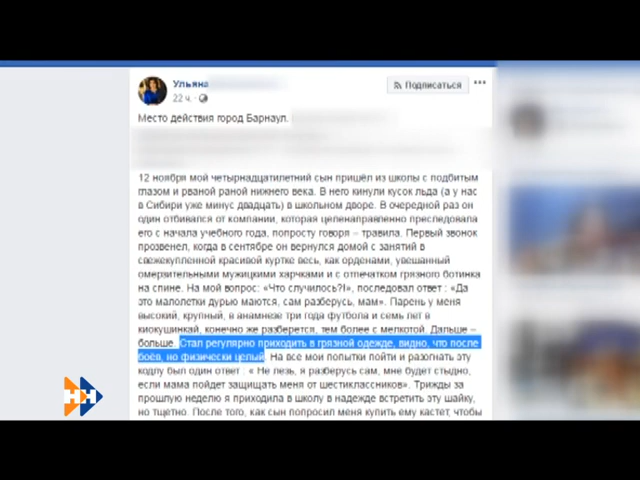 Ульяна
Подписаться
22 ч.
Место действия город Барнаул.
12 ноября мой четырнадцатилетний сын пришёл из школы с подбитым
глазом и рваной раной нижнего века. В него кинули кусок льда (а у нас
в Сибири уже минус двадцать) в школьном дворе. В очередной раз он
один отбивался от компании, которая целенаправленно преследовала
его с начала учебного года, попросту говоря – травила. Первый звонок
прозвенел, когда в сентябре он вернулся домой с занятий в
свежекупленной красивой куртке весь, как орденами, увешанный
омерзительными мужицкими харчками и с отпечатком грязного ботинка
на спине. На мой вопрос: «Что случилось?!», последовал ответ : «Да
это малолетки дурью маются, сам разберусь, мам». Парень у меня
высокий, крупный, в анамнезе три года футбола и семь лет в
киокушинкай, конечно же разберется, тем более с мелкотой. Дальше –
больше. Стал регулярно приходить в грязной одежде, видно, что после
боёв, но физически целый. На все мои попытки пойти и разогнать эту
кодлу был один ответ : « Не лезь, я разберусь сам, мне будет стыдно,
если мама пойдет защищать меня от шестиклассников». Трижды за
прошлую неделю я приходила в школу в надежде встретить эту шайку,
но тщетно. После того, как сын попросил меня купить ему кастет, чтобы
НН